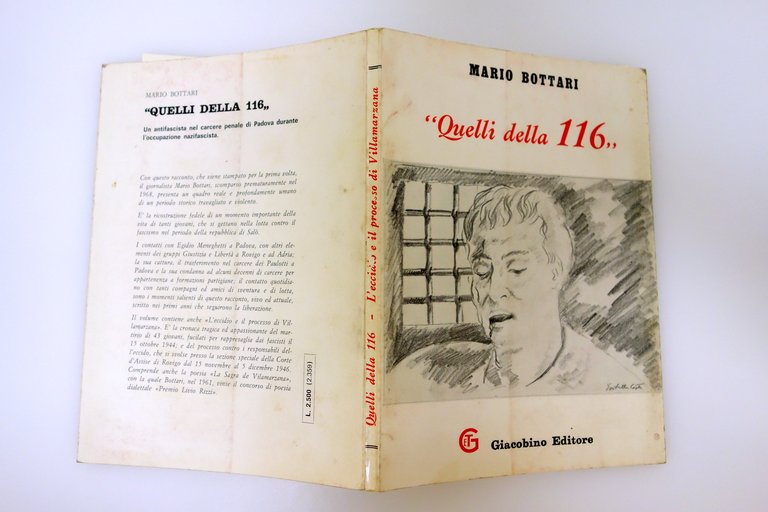 MARIO BOTTARI
“QUELLI DELLA 116„
Un antifascista nel carcere penale di Padova durante
l'occupazione nazifascista.
Con questo racconto, che viene stampato per la prima volta,
il giornalista Mario Bottari, scomparso prematuramente nel
1968, presenta un quadro reale e profondamente umano
di un periodo storico travagliato e violento.
E' la ricostruzione fedele di un momento importante della
vita di tanti giovani, che si gettano nella lotta contro il
fascismo nel periodo della repubblica di Salò.
I contatti con Egidio Meneghetti a Padova, con altri ele-
menti dei gruppi Giustizia e Libertà a Rovigo e ad Adria;
la sua cattura, il trasferimento nel carcere dei Paolotti a
Padova e la sua condanna ad alcuni decenni di carcere per
appartenenza a formazioni partigiane; il contatto quotidia-
no con tanti compagni ed amici di sventura e di lotta,
sono i momenti salienti di questo racconto, vivo ed attuale,
scritto nei primi anni che seguirono la liberazione.
Il volume contiene anche «L'eccidio e il processo di Vil-
lamarzana». E' la cronaca tragica ed appassionante del mar-
tirio di 43 giovani, fucilati per rappresaglia dai fascisti il
15 ottobre 1944, e del processo contro i responsabili del-
l'eccidio, che si svolse presso la sezione speciale della Corte
d'Assise di Rovigo dal 15 novembre al 5 dicembre 1946.
Comprende anche la poesia «La Sagra de Vilamarzana»,
con la quale Bottari, nel 1961, vinse il concorso di poesia
dialettale «Premio Livio Rizzi».
L. 2.500 (2.359)
Quelli della 116 - L'eccidio e il processo di Villamarzana
MARIO BOTTARI
“Quelli della 116„
Giacobino Editore